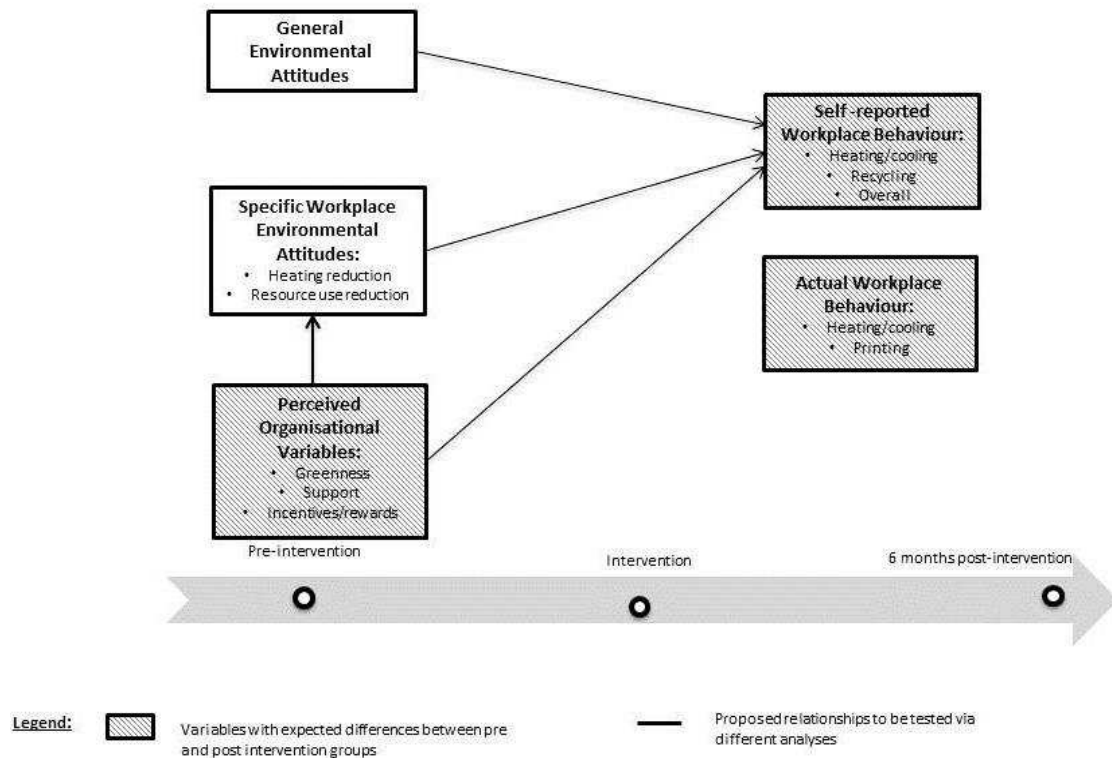 General
Environmental
Attitudes
Self -reported
Workplace Behaviour:
• Heating/cooling
• Recycling
• Overall
Specific Workplace
Environmental
Attitudes:
• Heating reduction
• Resource use reduction
Actual Workplace
Behaviour:
• Heating/cooling
• Printing
Perceived
Organisational
Variables:
• Greenness
• Support
• Incentives/rewards
Pre-intervention
Intervention
6 months post-intervention
Legend:
Variables with expected differences between pre
and post intervention groups
Proposed relationships to be tested via
different analyses